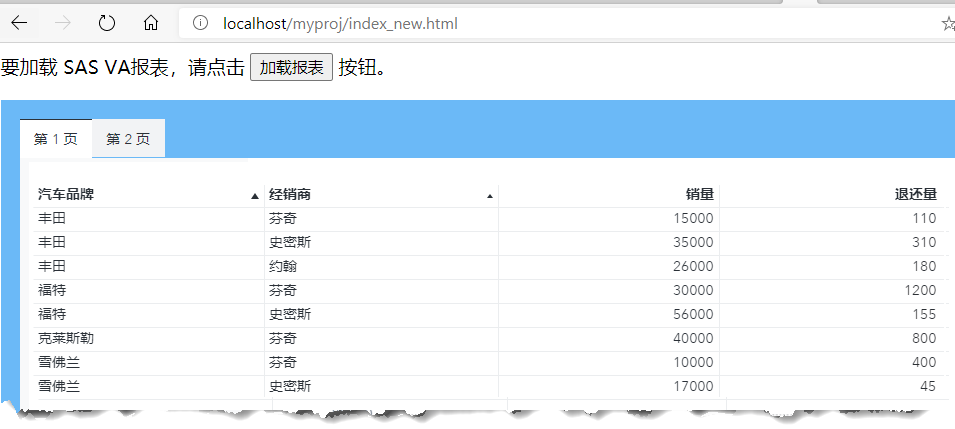 localhost/myproj/index_new.html
要加载 SAS VA报表，请点击 加载报表 按钮。
第 1 页 第 2 页
汽车品牌 经销商 销量 退还量
丰田 芬奇 15000 110
丰田 史密斯 35000 310
丰田 约翰 26000 180
福特 芬奇 30000 1200
福特 史密斯 56000 155
克莱斯勒 芬奇 40000 800
雪佛兰 芬奇 10000 400
雪佛兰 史密斯 17000 45